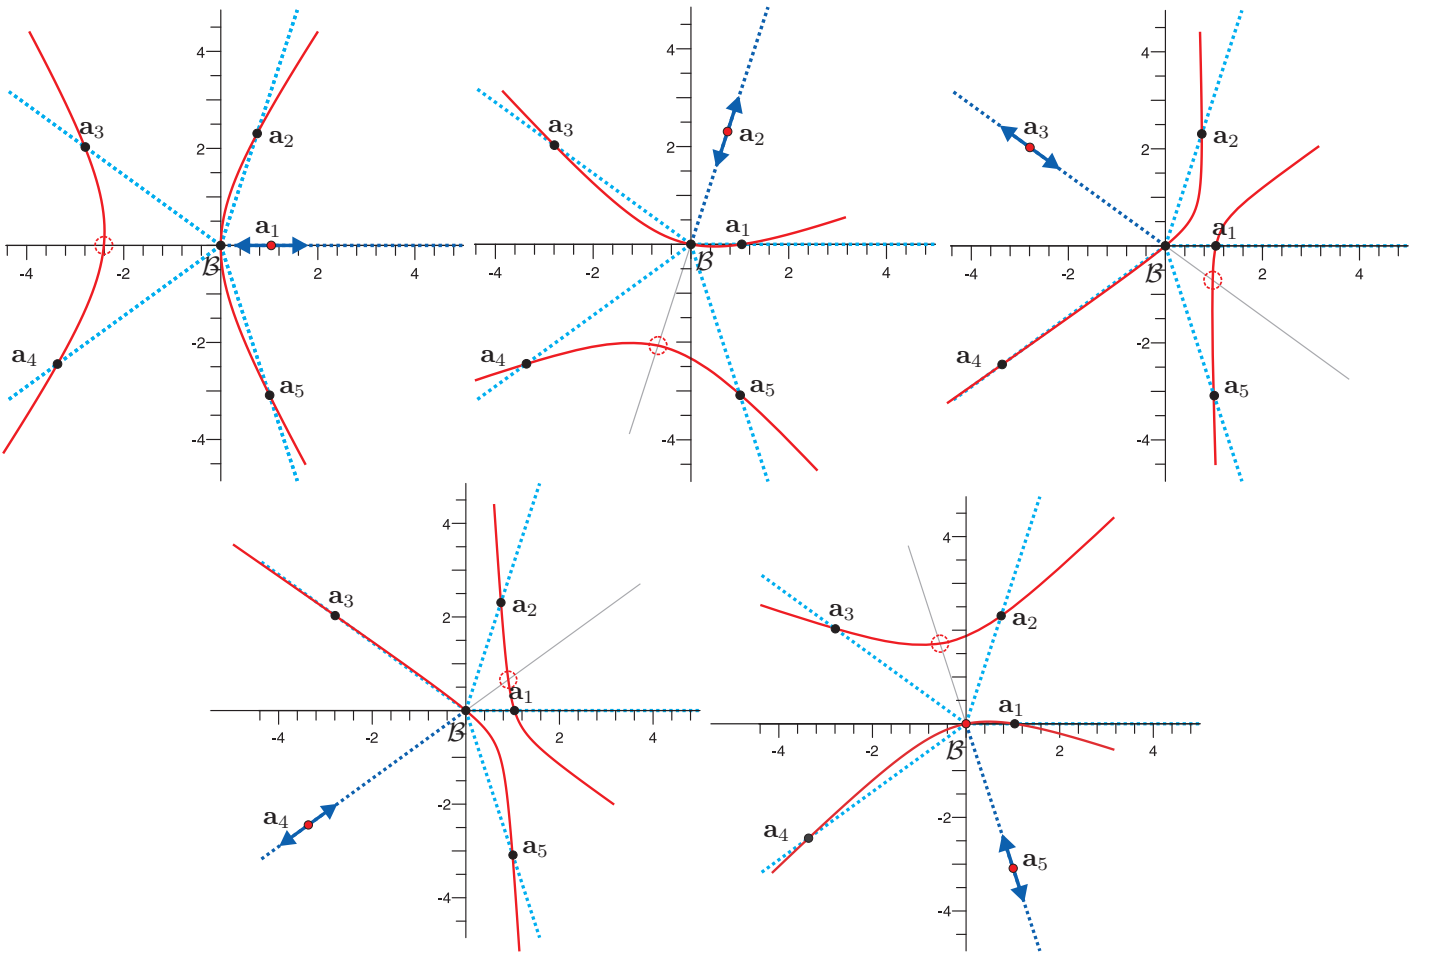 4 4 4
a3 a2 a3 a2 a3 a2
2 2 2
a1 a1 a1
-4 -2 B 2 4 -4 -2 B 2 4 -4 -2 B 2 4
a4 -2 a5 a4 -2 a5 a4 -2 a5
-4 -4 -4
4 4
a3 a2 a3 a2
2
a1 a1
-4 -2 B 2 4 -4 -2 B 2 4
a4 -2 a5 a4 -2 a5
-4 -4